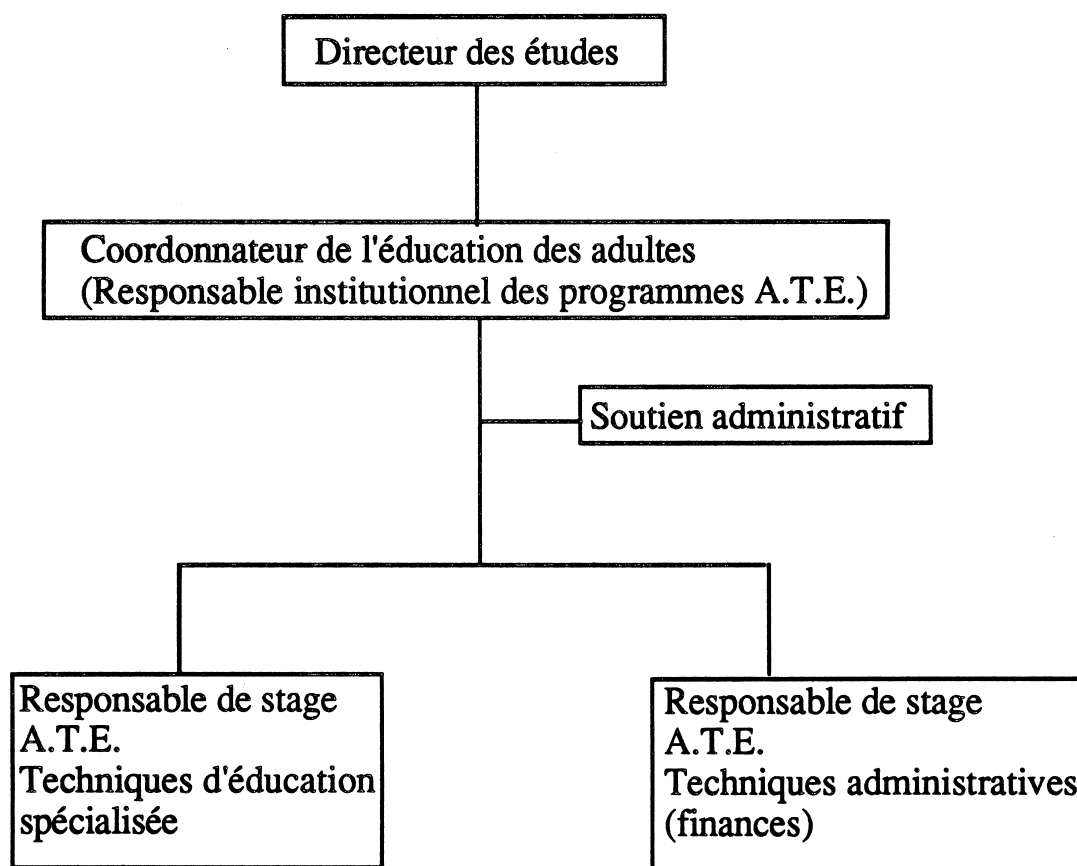 Directeur des études
Coordonnateur de l'éducation des adultes
(Responsable institutionnel des programmes A.T.E.)
Soutien administratif
Responsable de stage
A.T.E.
Techniques d'éducation
spécialisée
Responsable de stage
A.T.E.
Techniques administratives
(finances)